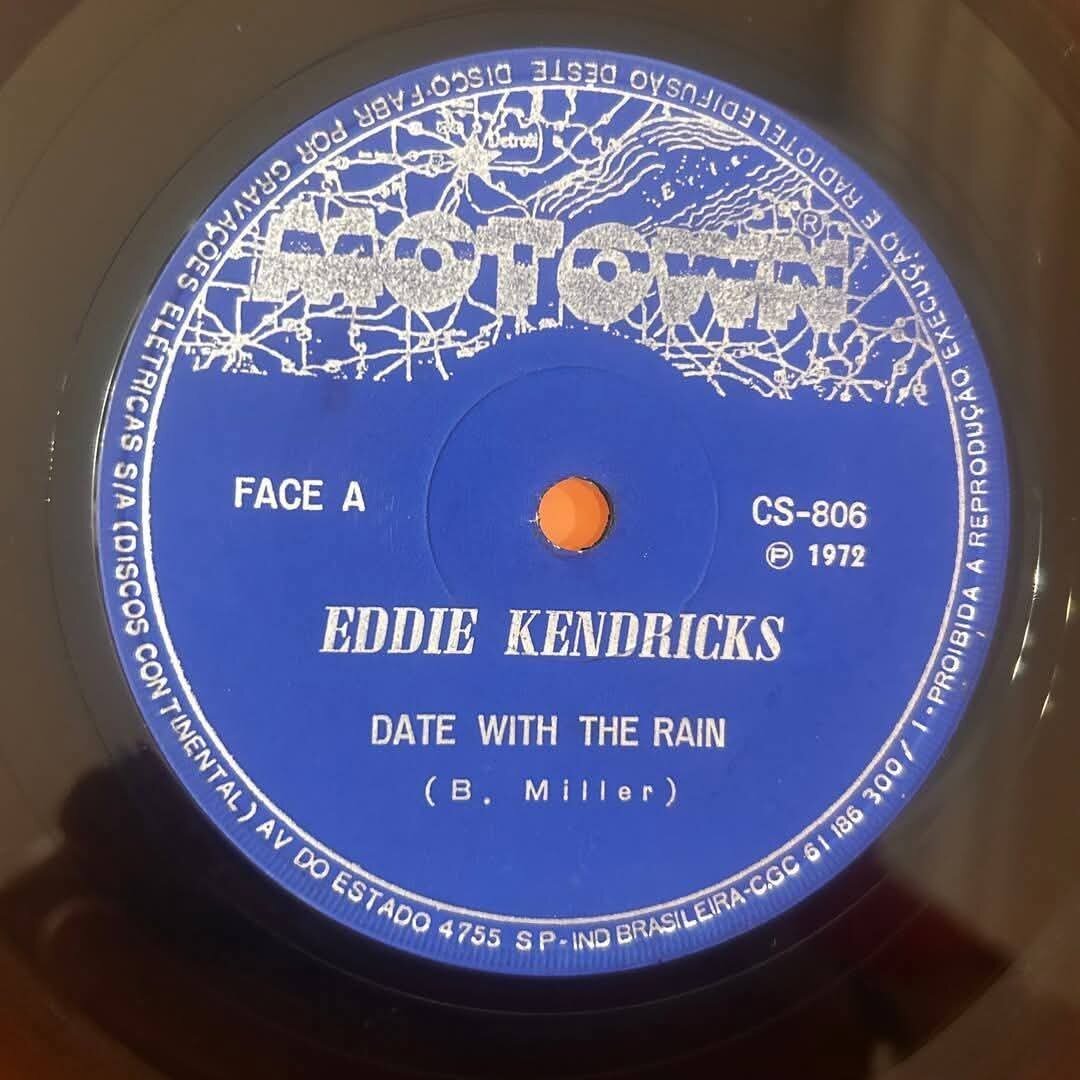 Detroit
MOTOWN®
FACE A
CS-806
℗ 1972
EDDIE KENDRICKS
DATE WITH THE RAIN
(B. Miller)
FABR POR GRAVAÇÕES ELETRICAS S/A (DISCOS CONTINENTAL) AV DO ESTADO 4755 SP-IND BRASILEIRA-CGC 61 186 300/1·PROIBIDA A REPRODUÇÃO, EXECUÇÃO E RADIOTELEDIFUSÃO DESTE DISCO